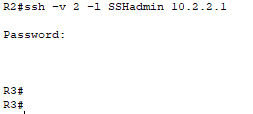 R2#ssh -v 2 -l SSHadmin 10.2.2.1
Password:
R3#
R3#